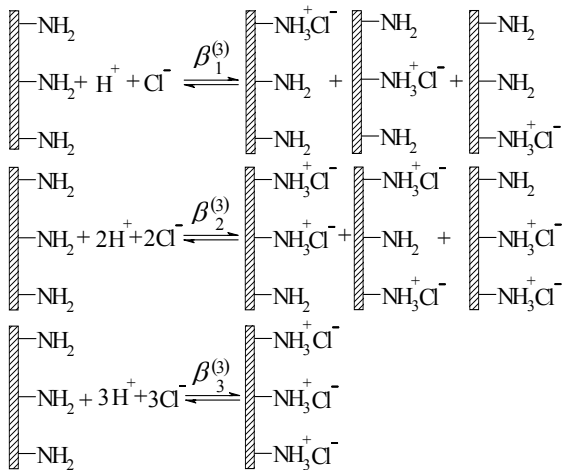 NH₂ NH₃⁺Cl⁻ NH₂ NH₂
β₁⁽³⁾
NH₂ + H⁺ + Cl⁻ ⇌ NH₂ + NH₃⁺Cl⁻ + NH₂
NH₂ NH₂ NH₂ NH₃⁺Cl⁻
NH₂ NH₃⁺Cl⁻ NH₃⁺Cl⁻ NH₂
β₂⁽³⁾
NH₂ + 2H⁺+2Cl⁻ ⇌ NH₃⁺Cl⁻ + NH₂ + NH₃⁺Cl⁻
NH₂ NH₂ NH₃⁺Cl⁻ NH₃⁺Cl⁻
NH₂ NH₃⁺Cl⁻
β₃⁽³⁾
NH₂ + 3H⁺+3Cl⁻ ⇌ NH₃⁺Cl⁻
NH₂ NH₃⁺Cl⁻